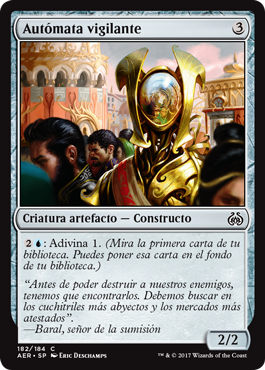 Autómata vigilante 3
Criatura artefacto — Constructo
2: Adivina 1. (Mira la primera carta de tu
biblioteca. Puedes poner esa carta en el fondo
de tu biblioteca.)
“Antes de poder destruir a nuestros enemigos,
tenemos que encontrarlos. Debemos buscar en
los cuchitriles más abyectos y los mercados más
atestados”.
—Baral, señor de la sumisión
2/2
182/184 C
AER • SP Eric Deschamps
™ & © 2017 Wizards of the Coast